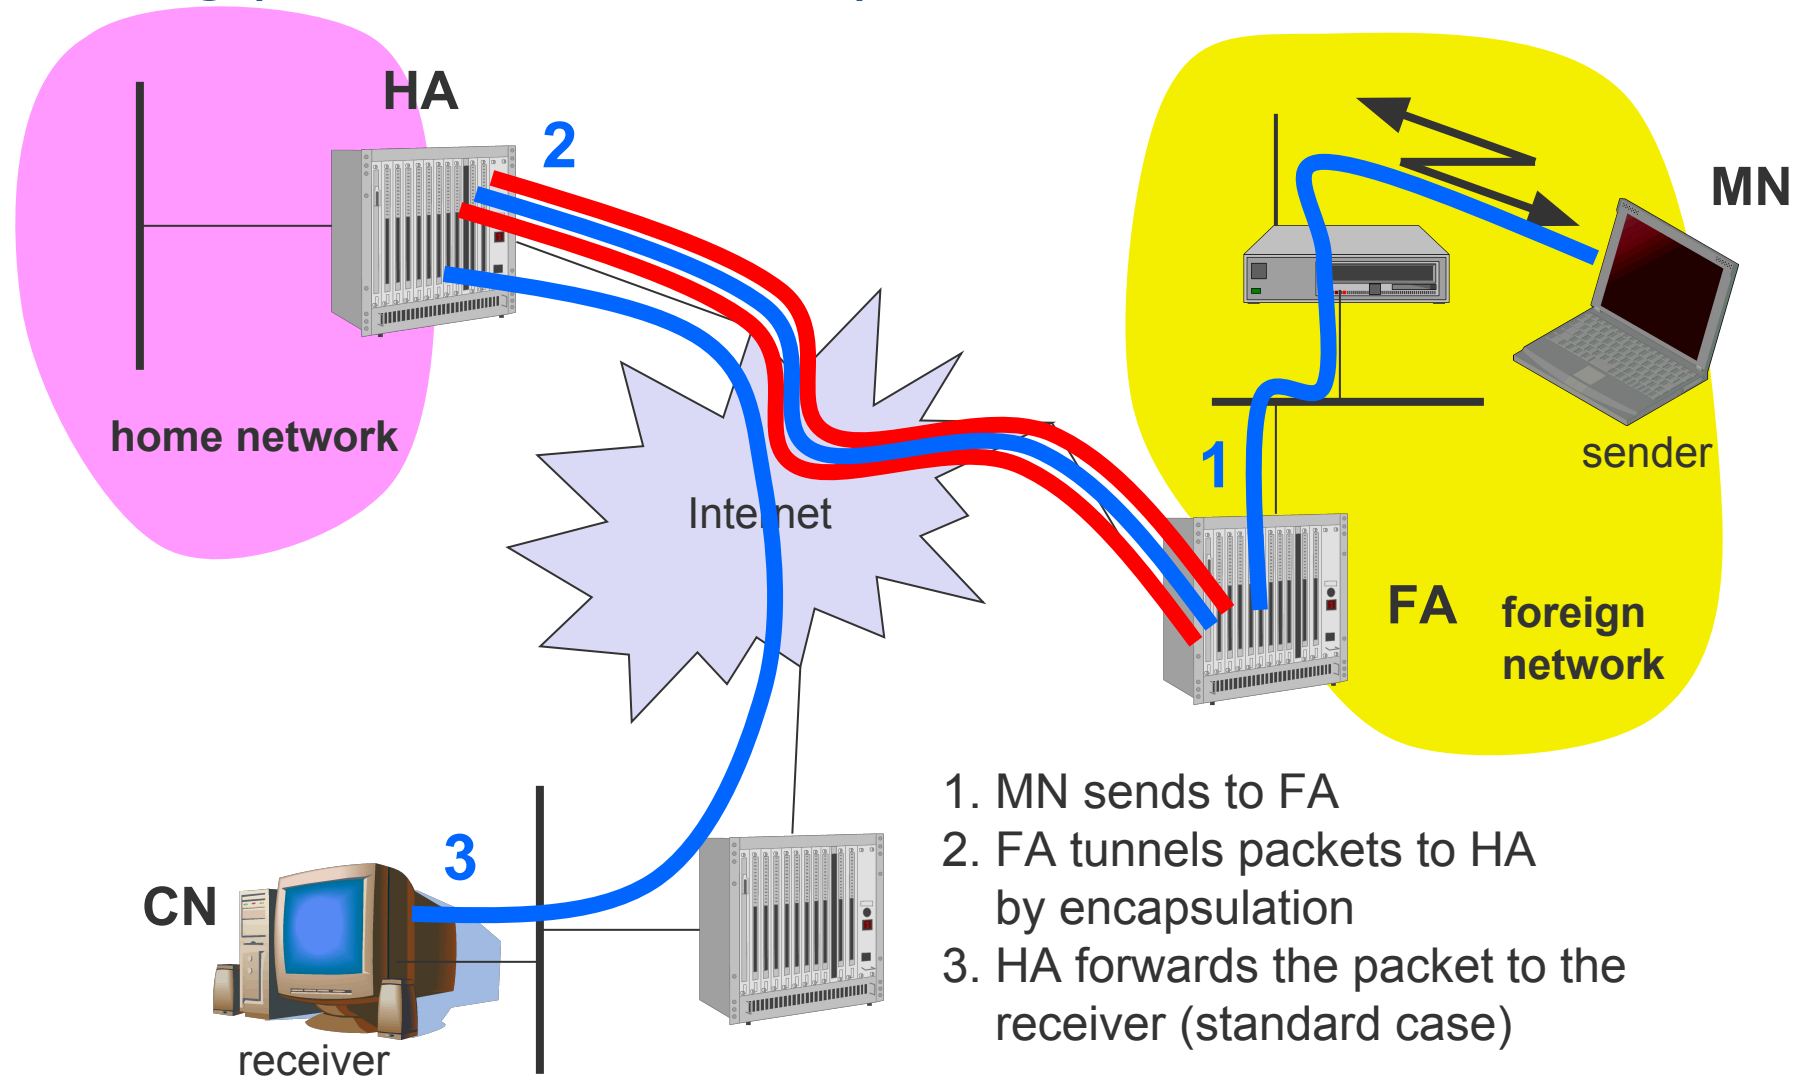 HA
2
MN
home network
sender
1
Internet
FA
foreign
network
1. MN sends to FA
2. FA tunnels packets to HA
by encapsulation
3. HA forwards the packet to the
receiver (standard case)
3
CN
receiver